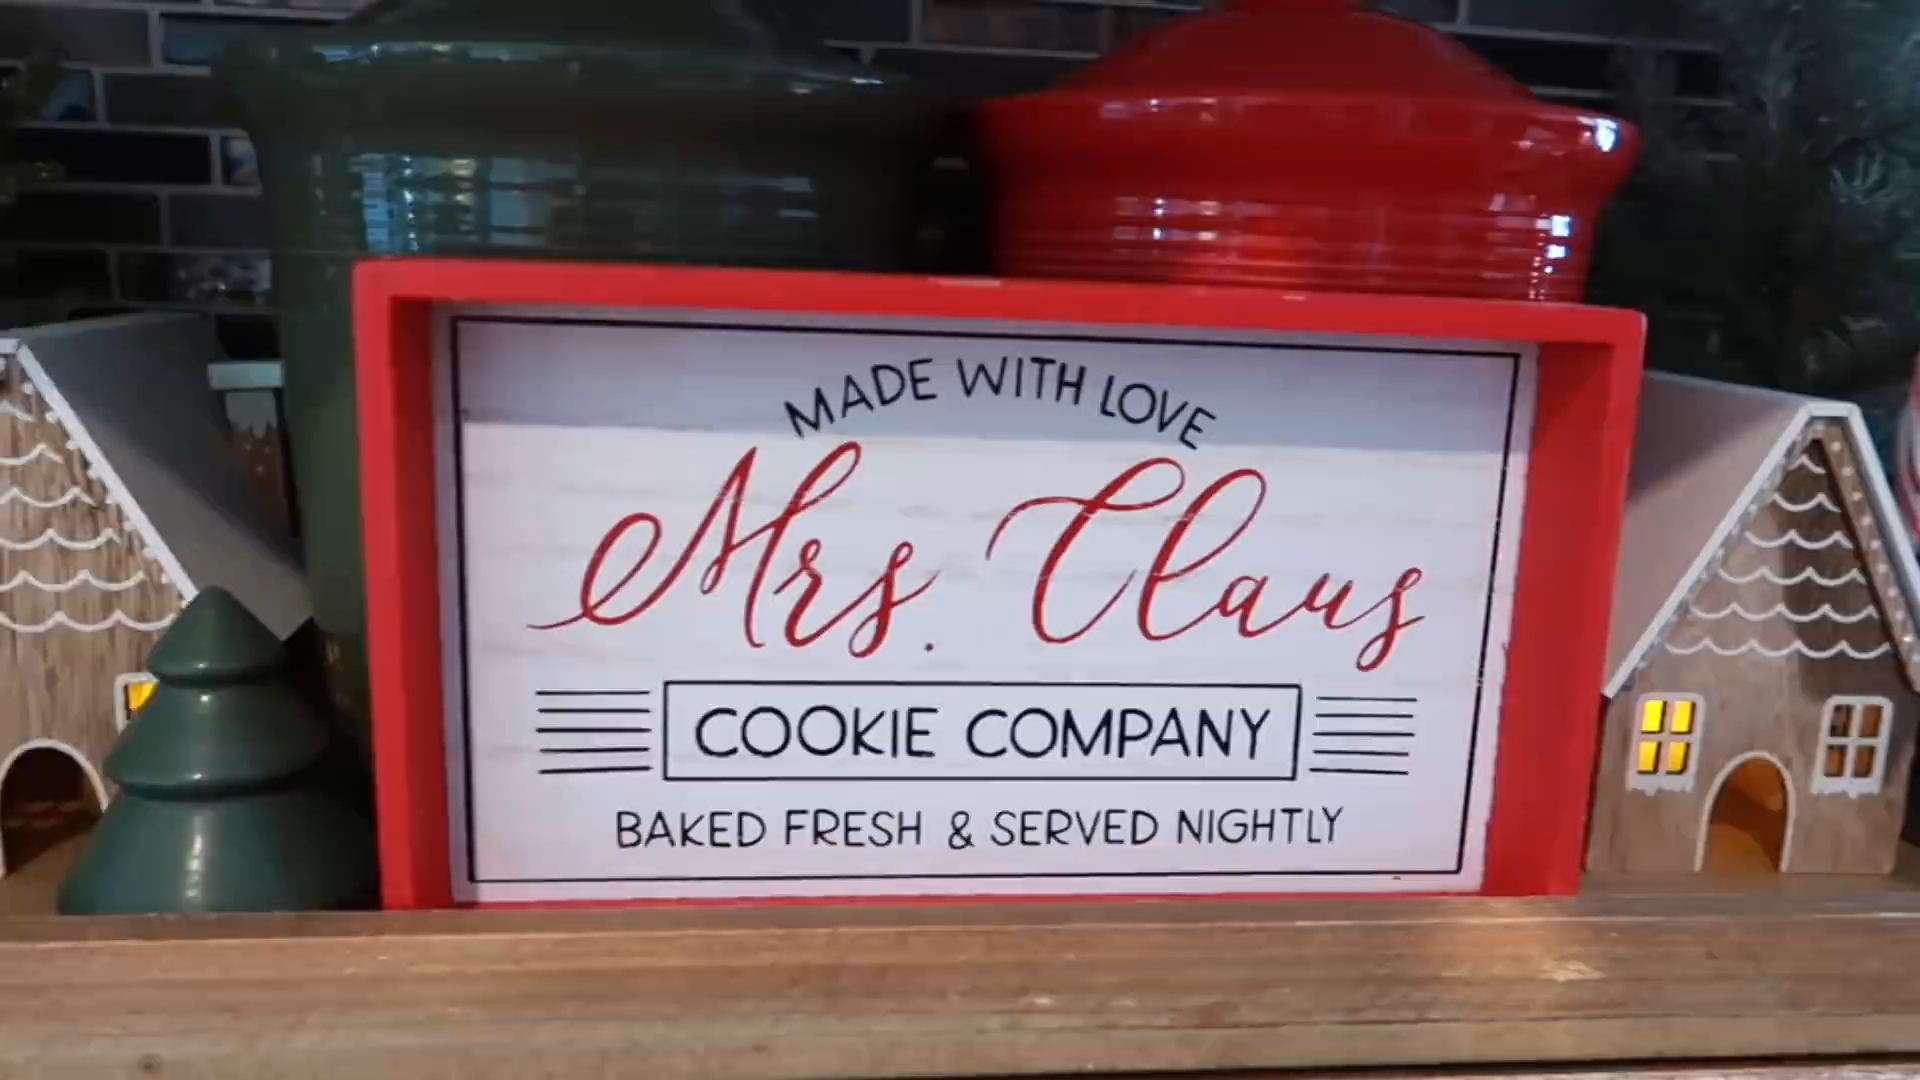 MADE WITH LOVE
Mrs. Claus
COOKIE COMPANY
BAKED FRESH & SERVED NIGHTLY